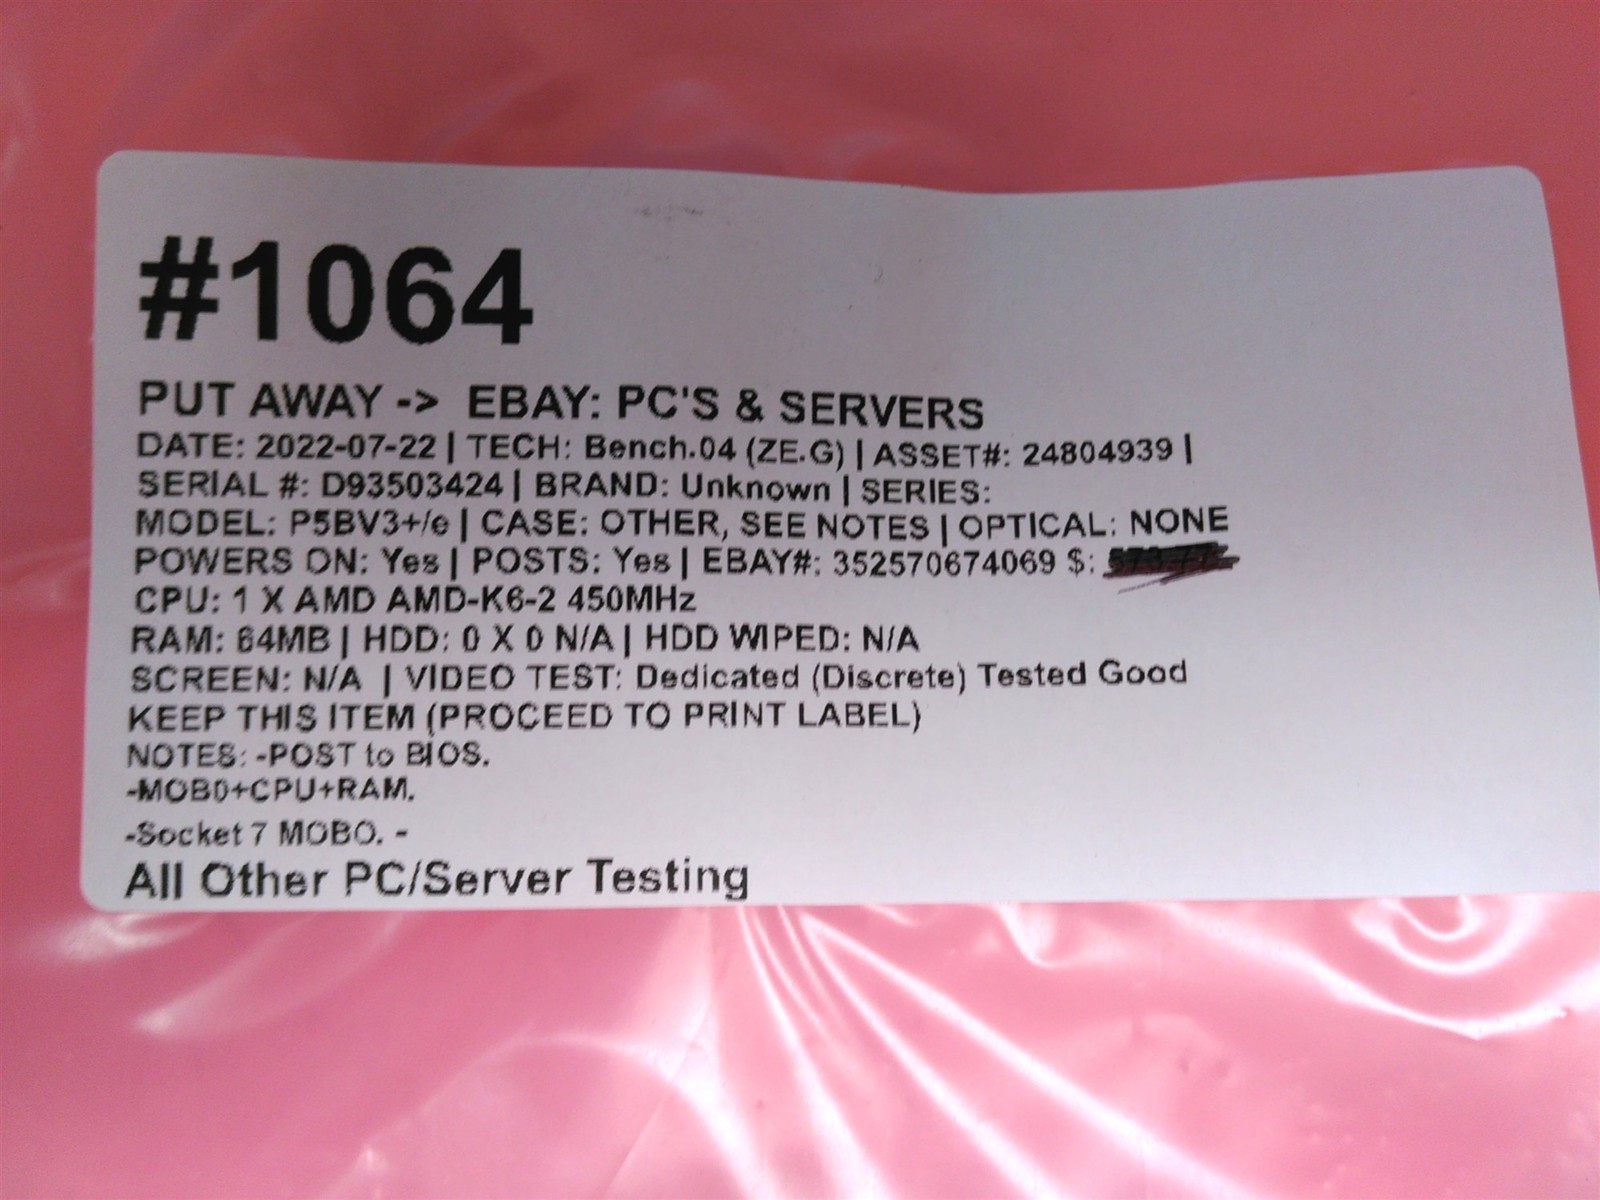 #1064
PUT AWAY -> EBAY: PC'S & SERVERS
DATE: 2022-07-22 | TECH: Bench.04 (ZE.G) | ASSET#: 24804939 |
SERIAL #: D93503424 | BRAND: Unknown | SERIES:
MODEL: P5BV3+/e | CASE: OTHER, SEE NOTES | OPTICAL: NONE
POWERS ON: Yes | POSTS: Yes | EBAY#: 352570674069 $:
CPU: 1 X AMD AMD-K6-2 450MHz
RAM: 64MB | HDD: 0 X 0 N/A | HDD WIPED: N/A
SCREEN: N/A | VIDEO TEST: Dedicated (Discrete) Tested Good
KEEP THIS ITEM (PROCEED TO PRINT LABEL)
NOTES: -POST to BIOS.
-MOBO+CPU+RAM.
-Socket 7 MOBO. -
All Other PC/Server Testing